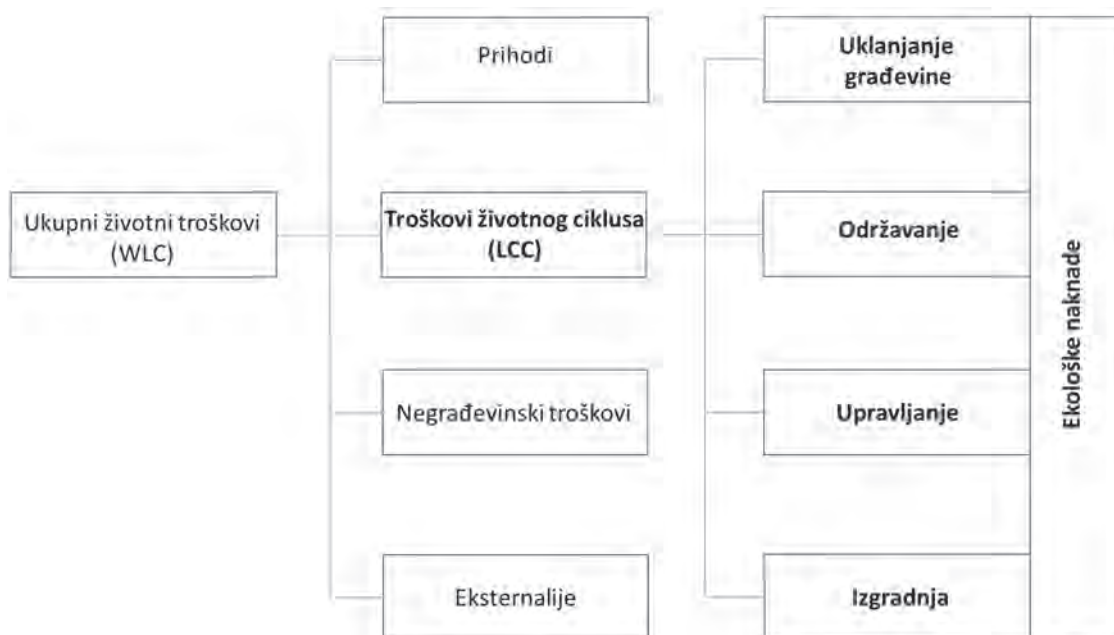 Prihodi
Uklanjanje
građevine
Ukupni životni troškovi
(WLC)
Troškovi životnog ciklusa
(LCC)
Održavanje
Negrađevinski troškovi
Upravljanje
Eksternalije
Izgradnja
Ekološke naknade